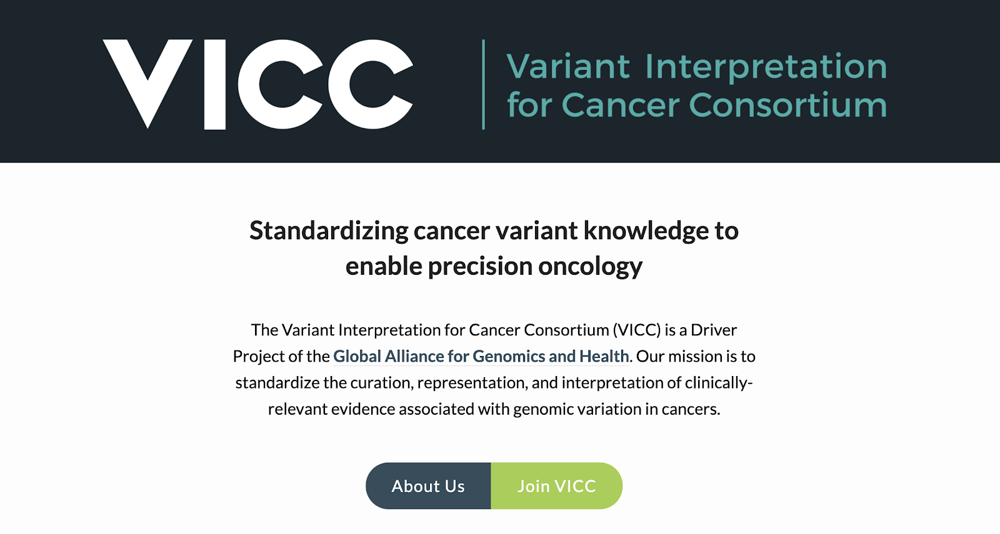 VICC
Variant Interpretation
for Cancer Consortium
Standardizing cancer variant knowledge to
enable precision oncology
The Variant Interpretation for Cancer Consortium (VICC) is a Driver
Project of the Global Alliance for Genomics and Health. Our mission is to
standardize the curation, representation, and interpretation of clinically-
relevant evidence associated with genomic variation in cancers.
About Us
Join VICC